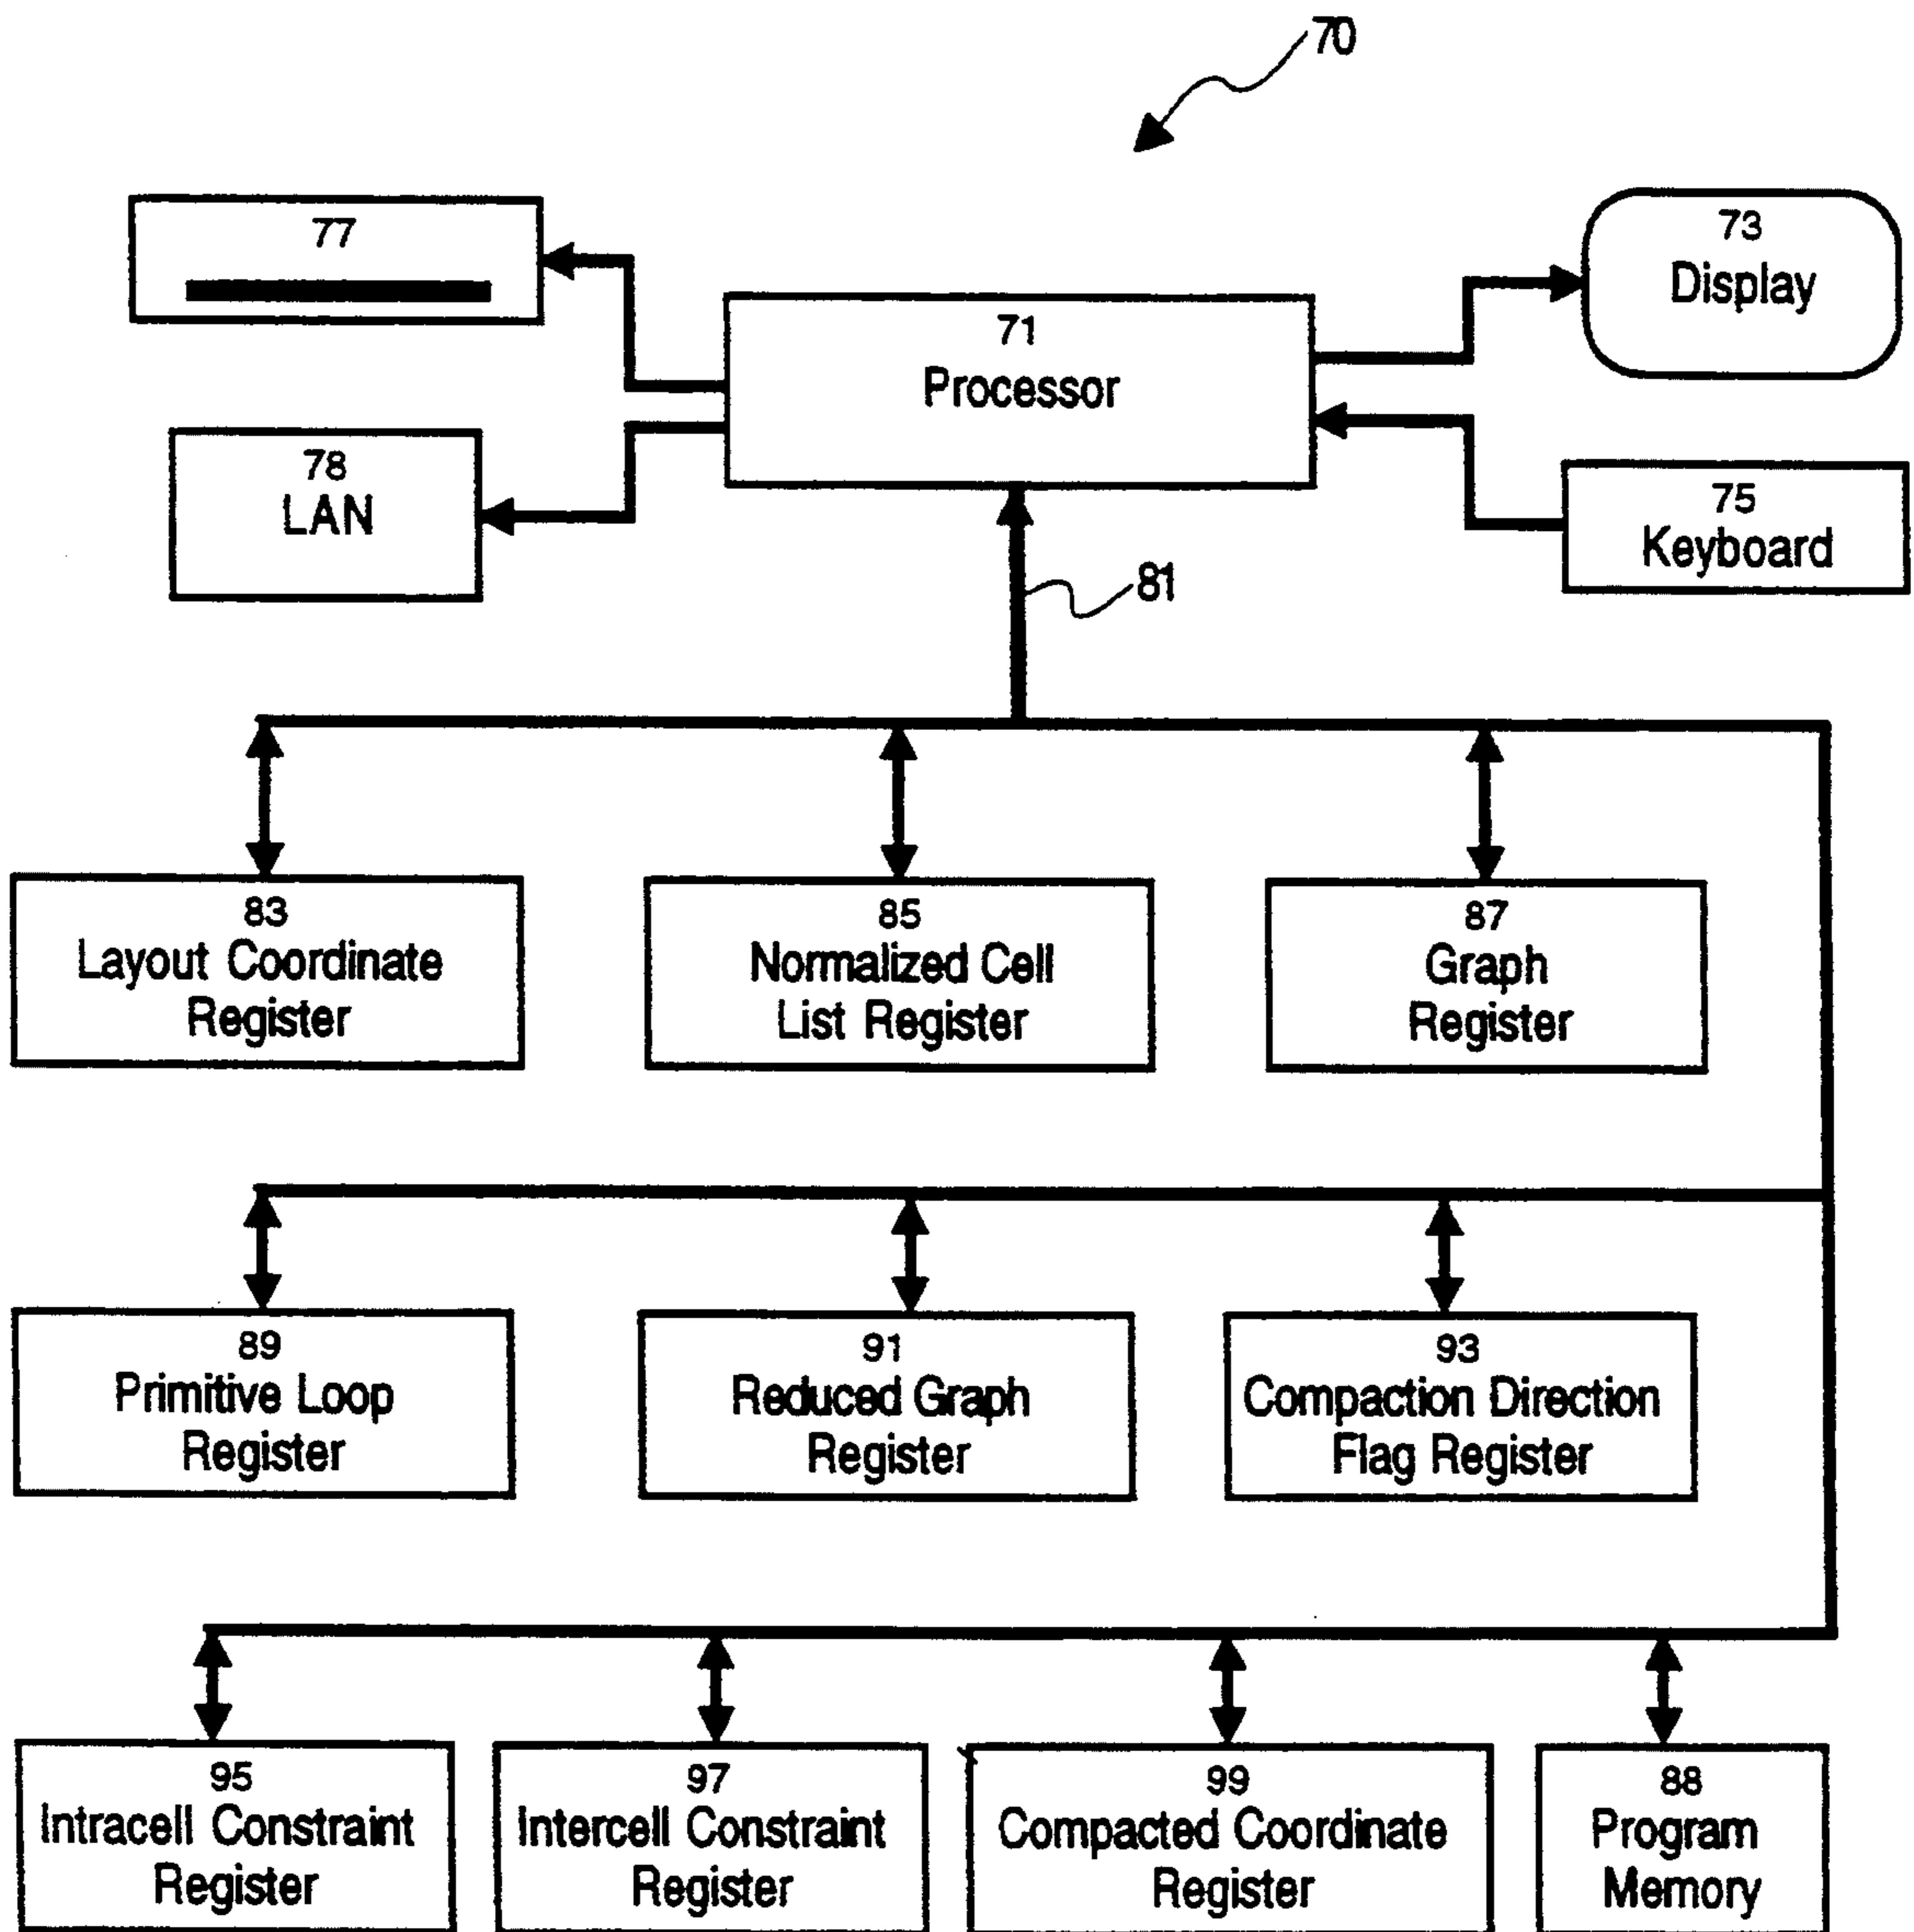 70
77
73
Display
71
Processor
78
LAN
75
Keyboard
81
83
Layout Coordinate
Register
85
Normalized Cell
List Register
87
Graph
Register
89
Primitive Loop
Register
91
Reduced Graph
Register
93
Compaction Direction
Flag Register
95
Intracell Constraint
Register
97
Intercell Constraint
Register
99
Compacted Coordinate
Register
88
Program
Memory